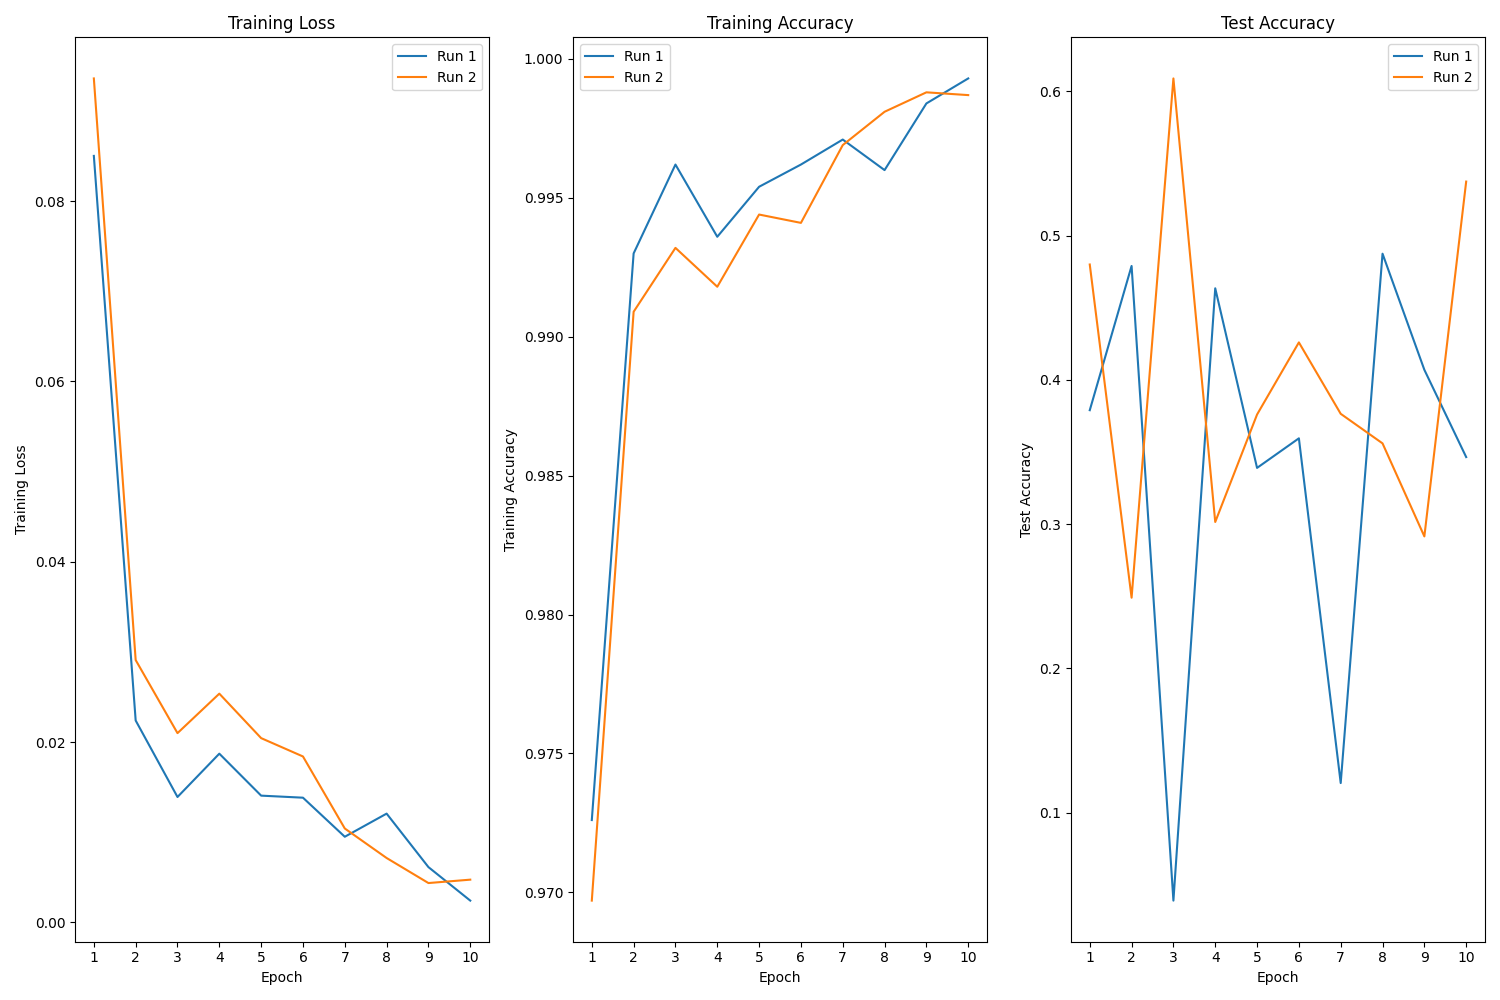 Training Loss
Run 1
Run 2
0.08
0.06
0.04
0.02
0.00
Training Loss
1 2 3 4 5 6 7 8 9 10
Epoch
Training Accuracy
Run 1
Run 2
1.000
0.995
0.990
0.985
0.980
0.975
0.970
Training Accuracy
1 2 3 4 5 6 7 8 9 10
Epoch
Test Accuracy
Run 1
Run 2
0.6
0.5
0.4
0.3
0.2
0.1
Test Accuracy
1 2 3 4 5 6 7 8 9 10
Epoch